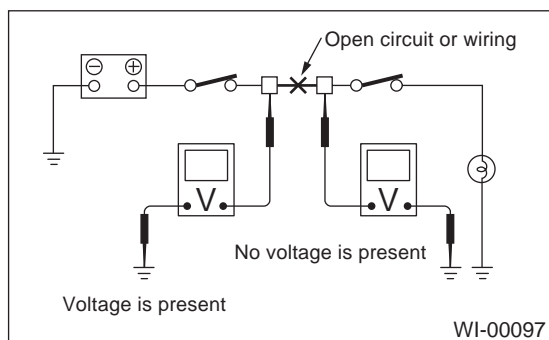 Open circuit or wiring
⊖ ⊕
V V
No voltage is present
Voltage is present
WI-00097